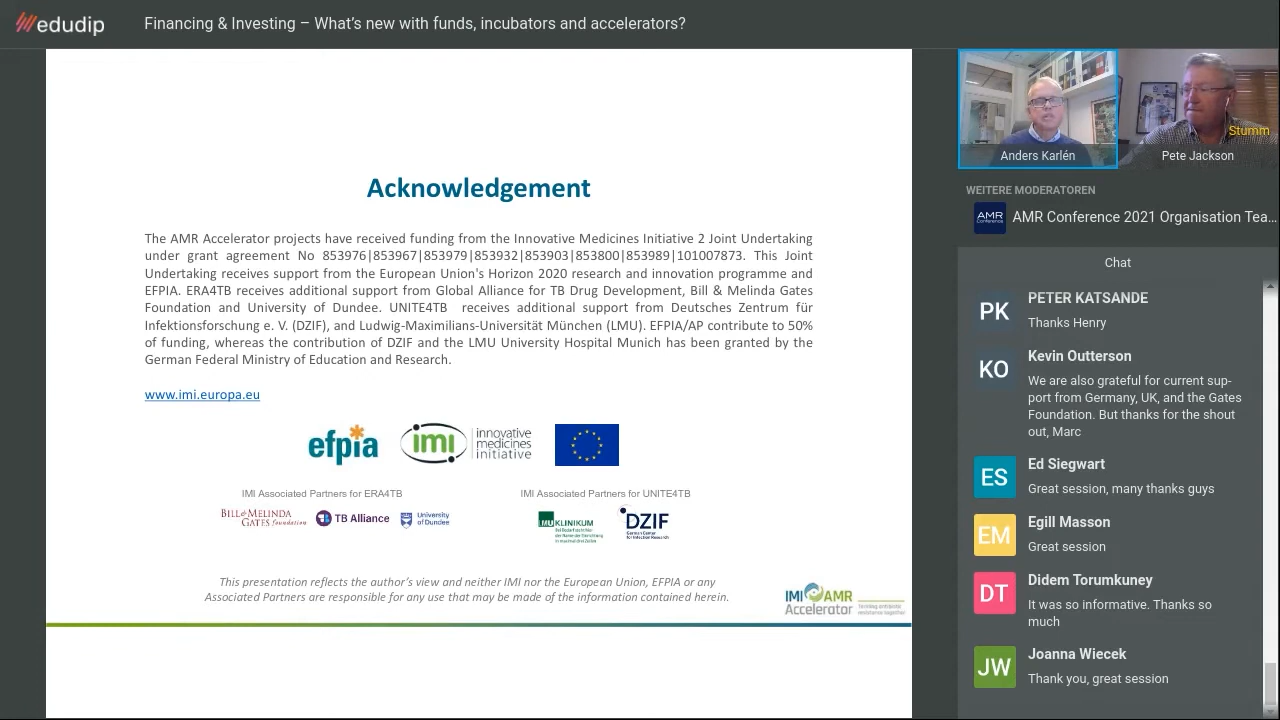 edudip
Financing & Investing – What's new with funds, incubators and accelerators?
Acknowledgement
The AMR Accelerator projects have received funding from the Innovative Medicines Initiative 2 Joint Undertaking
under grant agreement No 853976|853967|853979|853932|853903|853800|853989|101007873. This Joint
Undertaking receives support from the European Union's Horizon 2020 research and innovation programme and
EFPIA. ERA4TB receives additional support from Global Alliance for TB Drug Development, Bill & Melinda Gates
Foundation and University of Dundee. UNITE4TB receives additional support from Deutsches Zentrum für
Infektionsforschung e. V. (DZIF), and Ludwig-Maximilians-Universität München (LMU). EFPIA/AP contribute to 50%
of funding, whereas the contribution of DZIF and the LMU University Hospital Munich has been granted by the
German Federal Ministry of Education and Research.
www.imi.europa.eu
efpia
imi
innovative
medicines
initiative
IMI Associated Partners for ERA4TB
IMI Associated Partners for UNITE4TB
BILL & MELINDA
GATES foundation
TB Alliance
University
of Dundee
LMU KLINIKUM
DZIF
German Center
for Infection Research
This presentation reflects the author's view and neither IMI nor the European Union, EFPIA or any
Associated Partners are responsible for any use that may be made of the information contained herein.
IMI AMR
Accelerator
Anders Karlén
Stumm
Pete Jackson
WEITERE MODERATOREN
AMR
Conference
AMR Conference 2021 Organisation Tea...
Chat
PK
PETER KATSANDE
Thanks Henry
KO
Kevin Outterson
We are also grateful for current sup-
port from Germany, UK, and the Gates
Foundation. But thanks for the shout
out, Marc
ES
Ed Siegwart
Great session, many thanks guys
EM
Egill Masson
Great session
DT
Didem Torumkuney
It was so Informative. Thanks so
much
JW
Joanna Wiecek
Thank you, great session